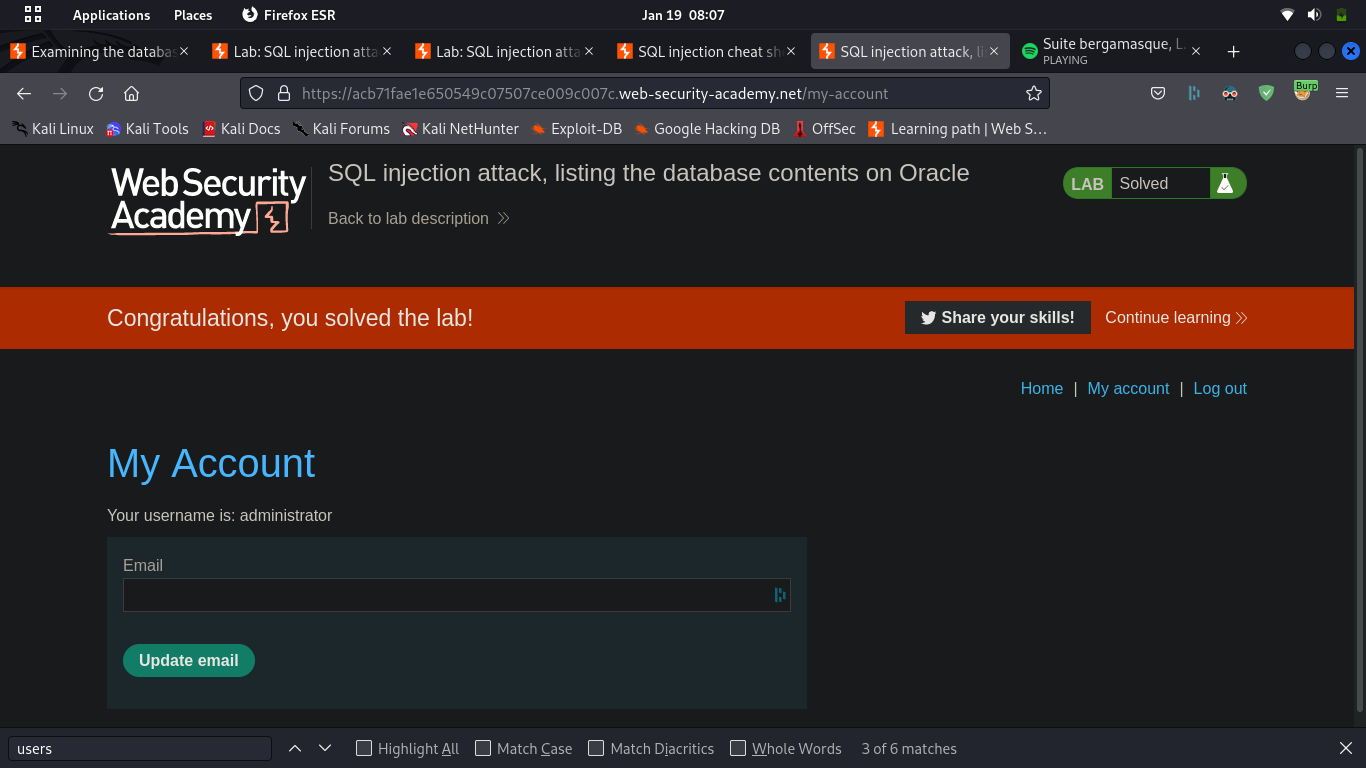 Applications Places Firefox ESR Jan 19 08:07
Examining the databas Lab: SQL injection atta Lab: SQL injection atta SQL injection cheat sh SQL injection attack, li Suite bergamasque, L.
PLAYING
https://acb71fae1e650549c07507ce009c007c.web-security-academy.net/my-account Burp
Kali Linux Kali Tools Kali Docs Kali Forums Kali NetHunter Exploit-DB Google Hacking DB OffSec Learning path | Web S…
Web Security
Academy
SQL injection attack, listing the database contents on Oracle
Back to lab description
LAB Solved
Congratulations, you solved the lab! Share your skills! Continue learning
Home | My account | Log out
My Account
Your username is: administrator
Email
Update email
users Highlight All Match Case Match Diacritics Whole Words 3 of 6 matches